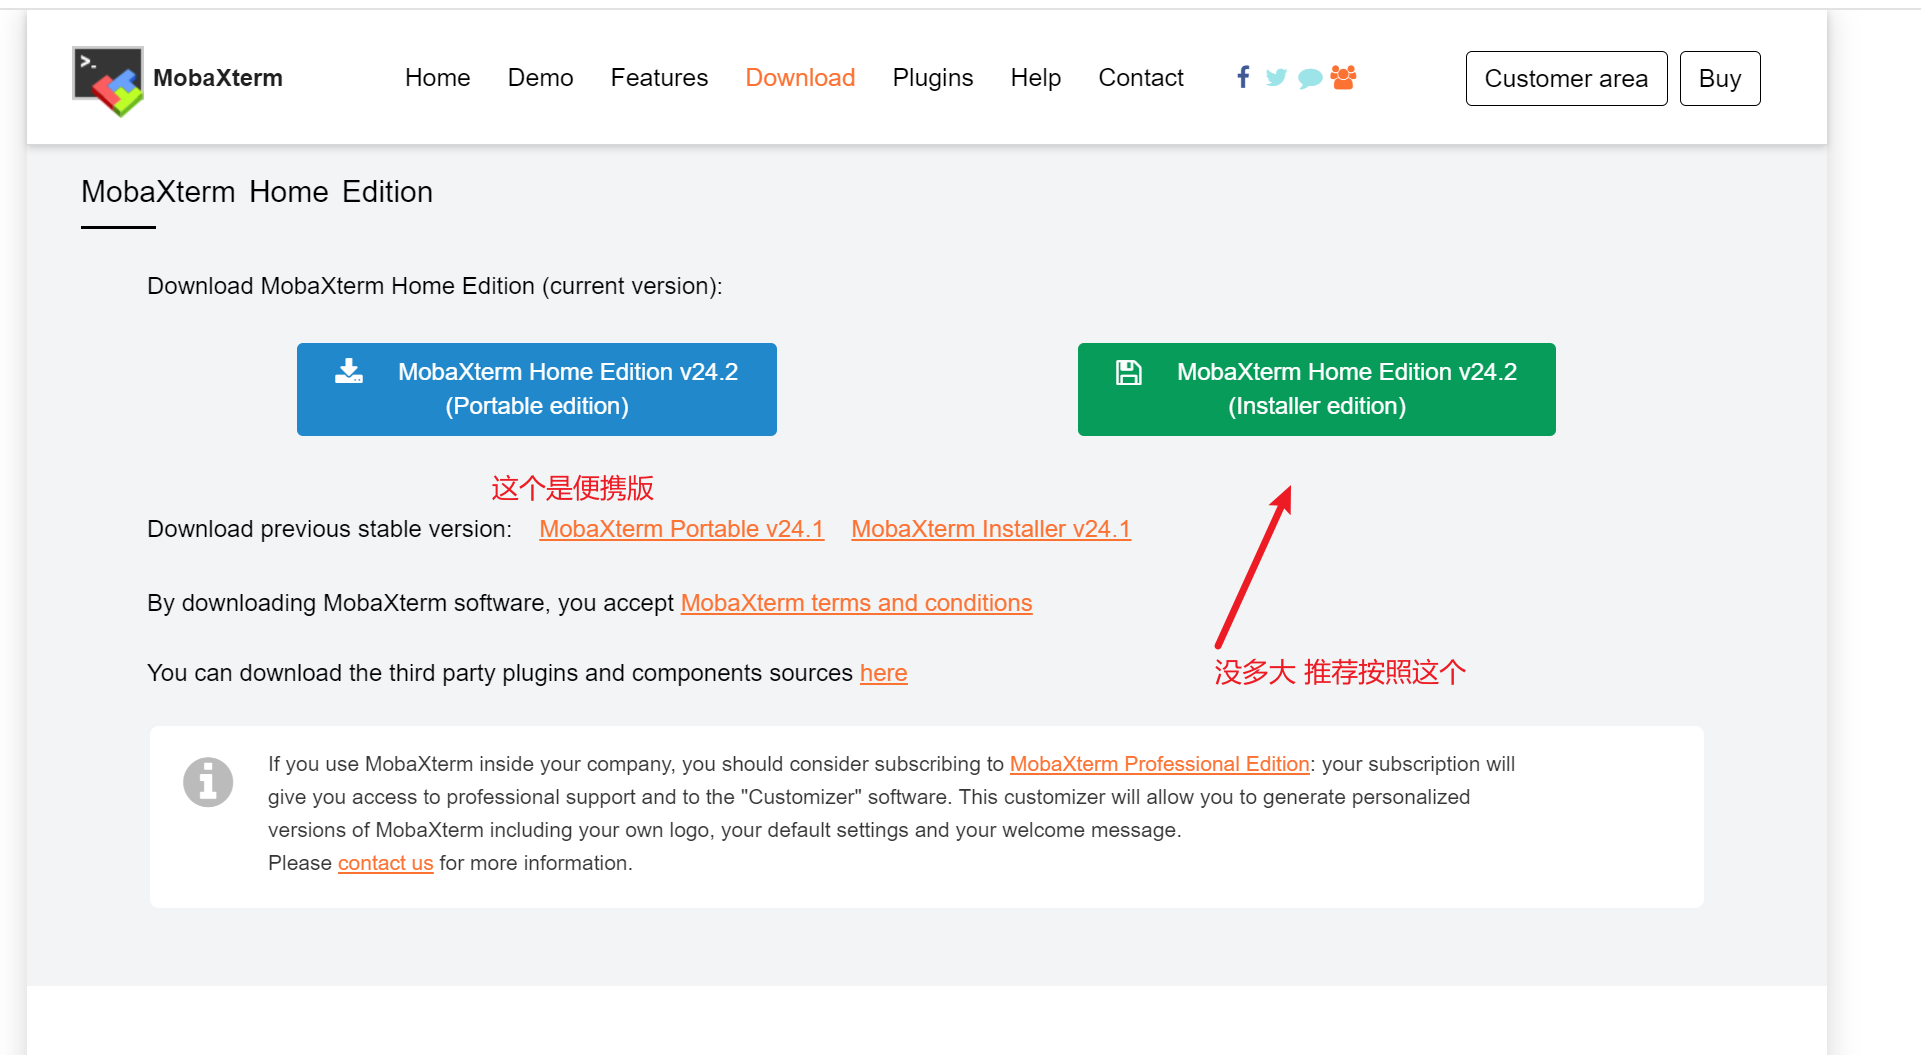 MobaXterm
Home Demo Features Download Plugins Help Contact
Customer area
Buy
MobaXterm Home Edition
Download MobaXterm Home Edition (current version):
MobaXterm Home Edition v24.2
(Portable edition)
MobaXterm Home Edition v24.2
(Installer edition)
这个是便携版
Download previous stable version: MobaXterm Portable v24.1 MobaXterm Installer v24.1
By downloading MobaXterm software, you accept MobaXterm terms and conditions
You can download the third party plugins and components sources here
没多大 推荐按照这个
If you use MobaXterm inside your company, you should consider subscribing to MobaXterm Professional Edition: your subscription will
give you access to professional support and to the "Customizer" software. This customizer will allow you to generate personalized
versions of MobaXterm including your own logo, your default settings and your welcome message.
Please contact us for more information.